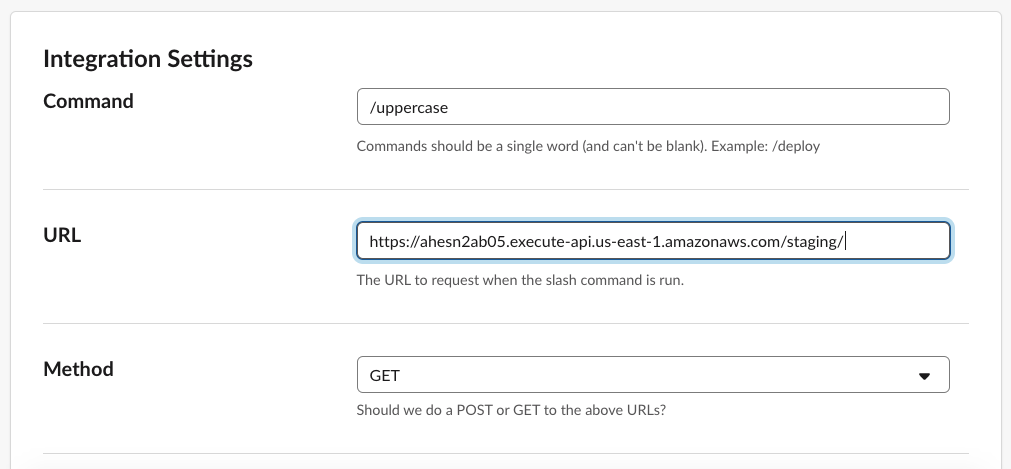 Integration Settings
Command
/uppercase
Commands should be a single word (and can't be blank). Example: /deploy
URL
https://ahesn2ab05.execute-api.us-east-1.amazonaws.com/staging/
The URL to request when the slash command is run.
Method
GET
Should we do a POST or GET to the above URLs?